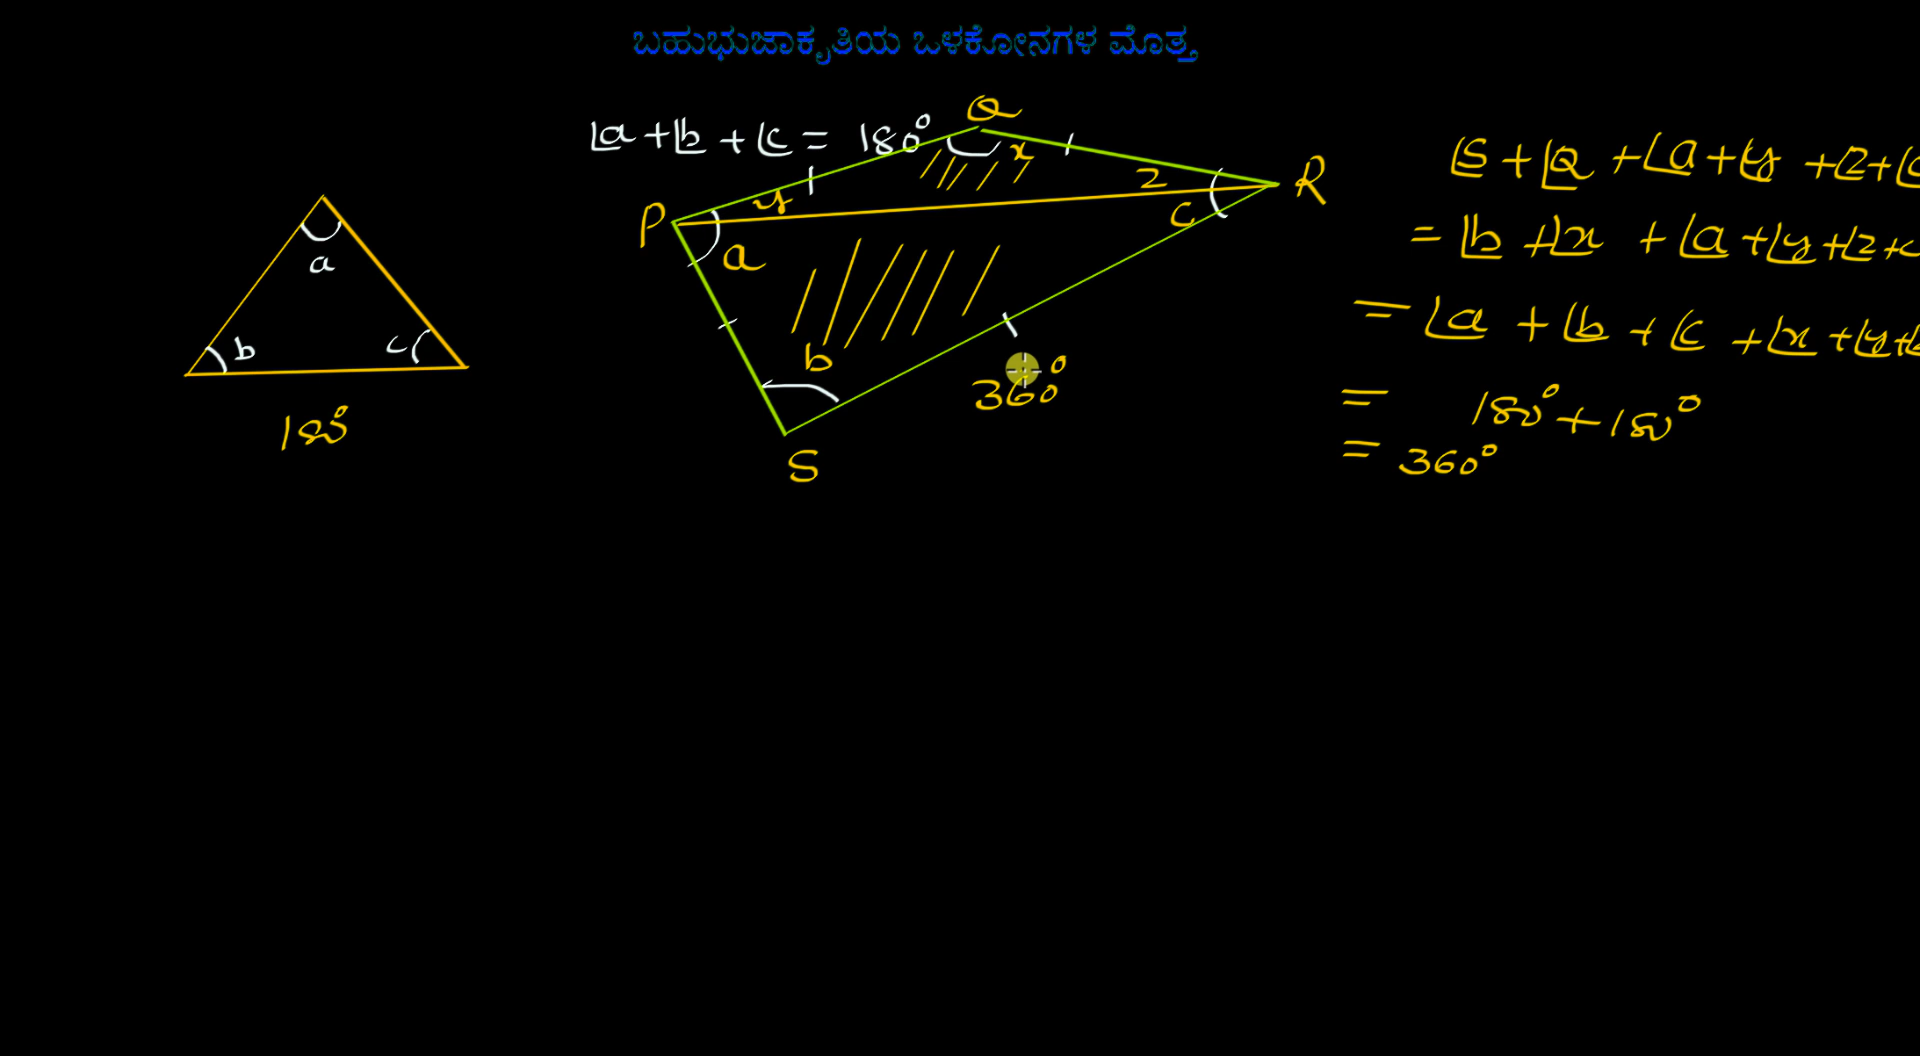 ಬಹುಭುಜಾಕೃತಿಯ ಒಳಕೋನಗಳ ಮೊತ್ತ
∠a + ∠b + ∠c = 180°
a
b
c
180°
Q
x
y
z
R
P
a
c
b
S
360°
∠S + ∠Q + ∠a + ∠y + ∠z + ∠c
= ∠b + ∠x + ∠a + ∠y + ∠z + ∠
= ∠a + ∠b + ∠c + ∠x + ∠y + ∠
= 180° + 180°
= 360°